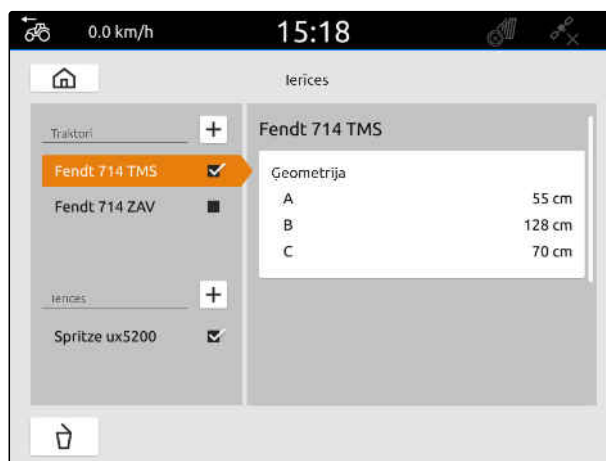 0.0 km/h
15:18
Ierīces
Traktori
Fendt 714 TMS
Fendt 714 ZAV
Ierīces
Spritze ux5200
Fendt 714 TMS
Ģeometrija
A 55 cm
B 128 cm
C 70 cm